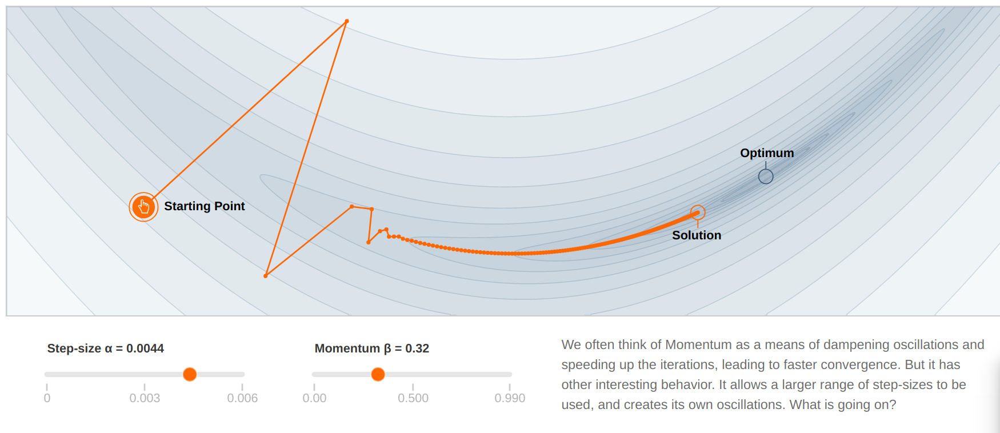 Optimum
Starting Point
Solution
Step-size α = 0.0044
0 0.003 0.006
Momentum β = 0.32
0.00 0.500 0.990
We often think of Momentum as a means of dampening oscillations and
speeding up the iterations, leading to faster convergence. But it has
other interesting behavior. It allows a larger range of step-sizes to be
used, and creates its own oscillations. What is going on?